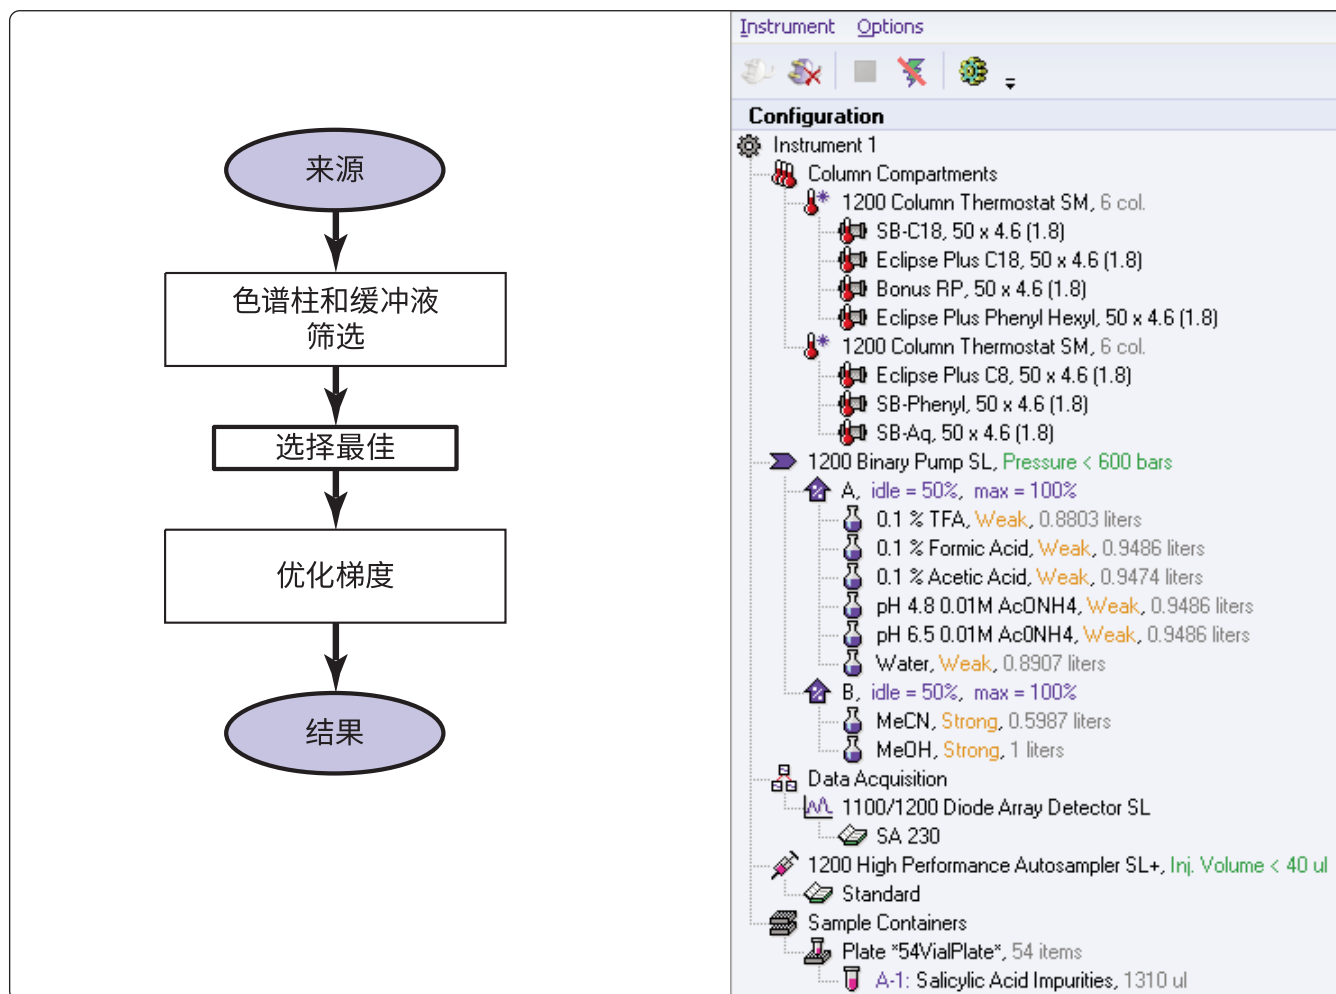 来源
色谱柱和缓冲液
筛选
选择最佳
优化梯度
结果
Instrument Options
Configuration
Instrument 1
Column Compartments
1200 Column Thermostat SM, 6 col.
SB-C18, 50 x 4.6 (1.8)
Eclipse Plus C18, 50 x 4.6 (1.8)
Bonus RP, 50 x 4.6 (1.8)
Eclipse Plus Phenyl Hexyl, 50 x 4.6 (1.8)
1200 Column Thermostat SM, 6 col.
Eclipse Plus C8, 50 x 4.6 (1.8)
SB-Phenyl, 50 x 4.6 (1.8)
SB-Aq, 50 x 4.6 (1.8)
1200 Binary Pump SL, Pressure < 600 bars
A, idle = 50%, max = 100%
0.1 % TFA, Weak, 0.8803 liters
0.1 % Formic Acid, Weak, 0.9486 liters
0.1 % Acetic Acid, Weak, 0.9474 liters
pH 4.8 0.01M AcONH4, Weak, 0.9486 liters
pH 6.5 0.01M AcONH4, Weak, 0.9486 liters
Water, Weak, 0.8907 liters
B, idle = 50%, max = 100%
MeCN, Strong, 0.5987 liters
MeOH, Strong, 1 liters
Data Acquisition
1100/1200 Diode Array Detector SL
SA 230
1200 High Performance Autosampler SL+, Inj. Volume < 40 ul
Standard
Sample Containers
Plate *54VialPlate*, 54 items
A-1: Salicylic Acid Impurities, 1310 ul